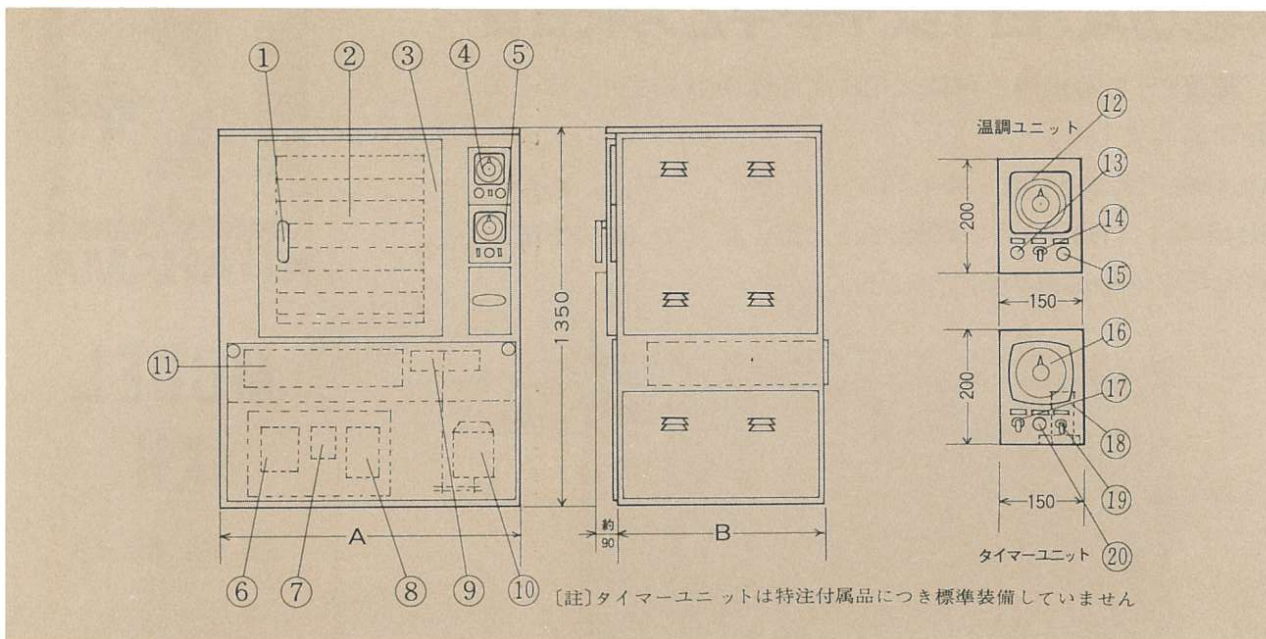 ① ② ③ ④ ⑤
1350
A
約
90
B
⑪
⑥ ⑦ ⑧ ⑨ ⑩
温調ユニット
⑫
⑬
⑭
⑮
200
150
⑯
⑰
⑱
⑲
⑳
200
150
タイマーユニット
A
A
A
A
〔註〕タイマーユニットは特注付属品につき標準装備していません